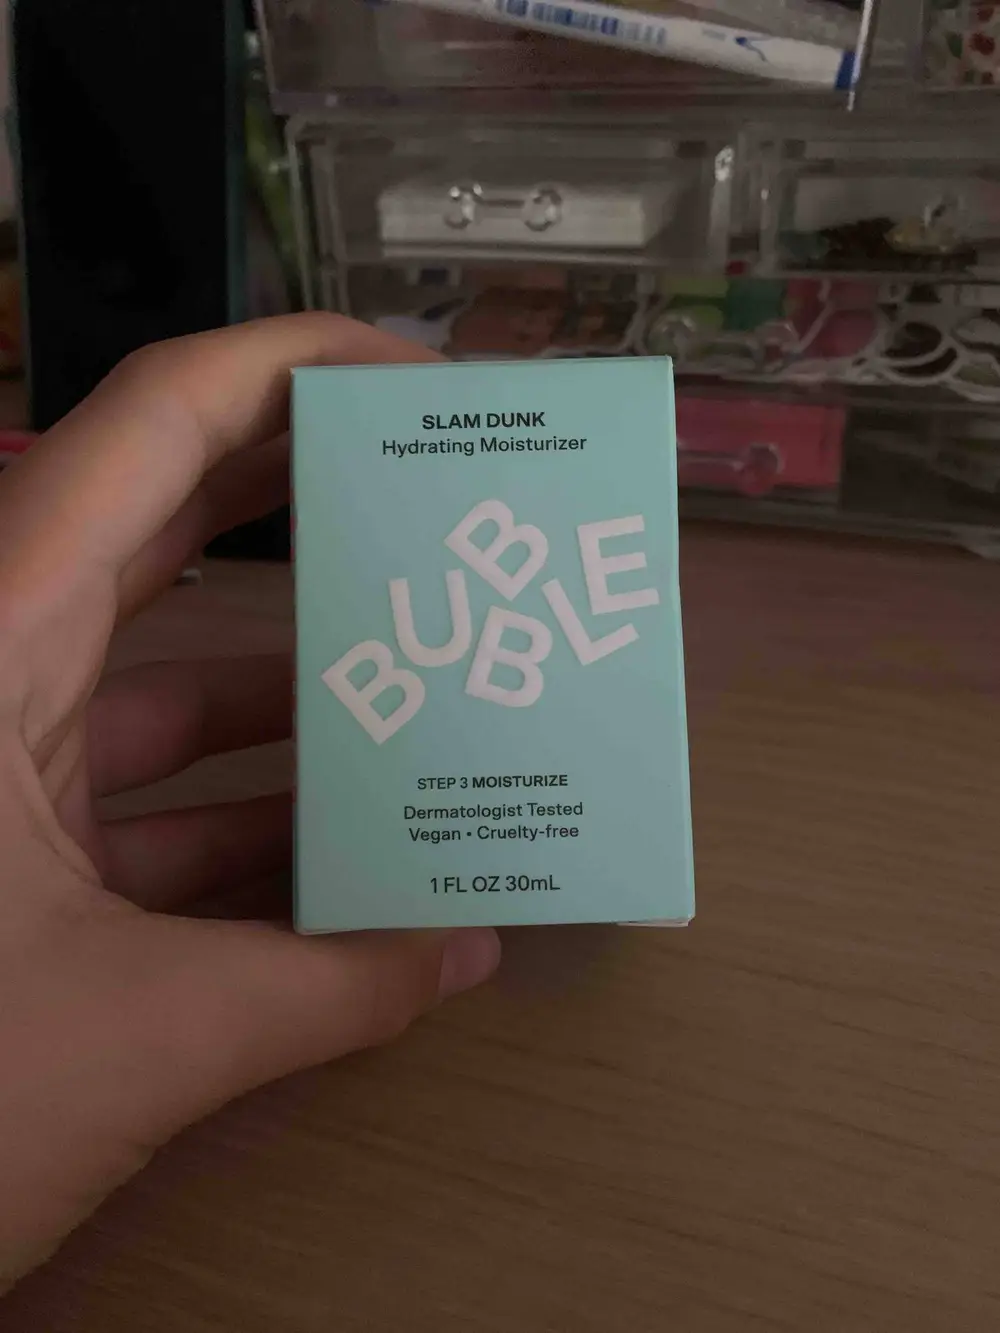 SLAM DUNK
Hydrating Moisturizer
BUBBLE
STEP 3 MOISTURIZE
Dermatologist Tested
Vegan • Cruelty-free
1 FL OZ 30mL